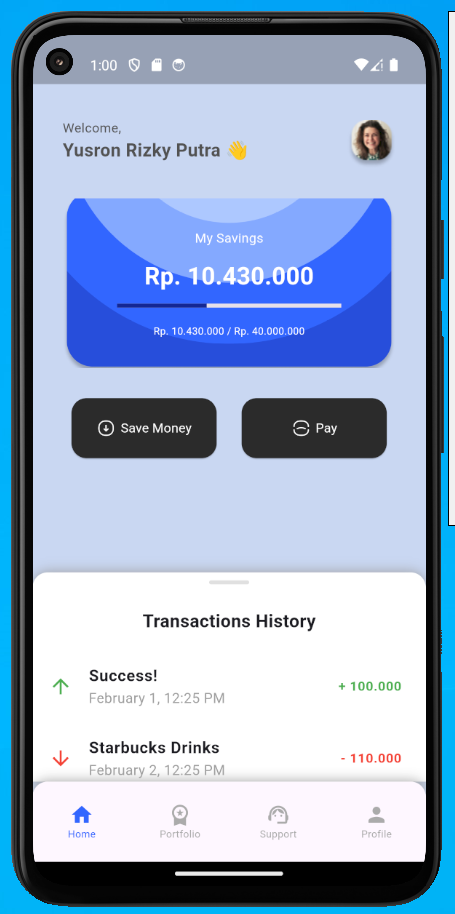 1:00
Welcome,
Yusron Rizky Putra 👋
My Savings
Rp. 10.430.000
Rp. 10.430.000 / Rp. 40.000.000
Save Money
Pay
Transactions History
Success!
February 1, 12:25 PM
+ 100.000
Starbucks Drinks
February 2, 12:25 PM
- 110.000
Home
Portfolio
Support
Profile